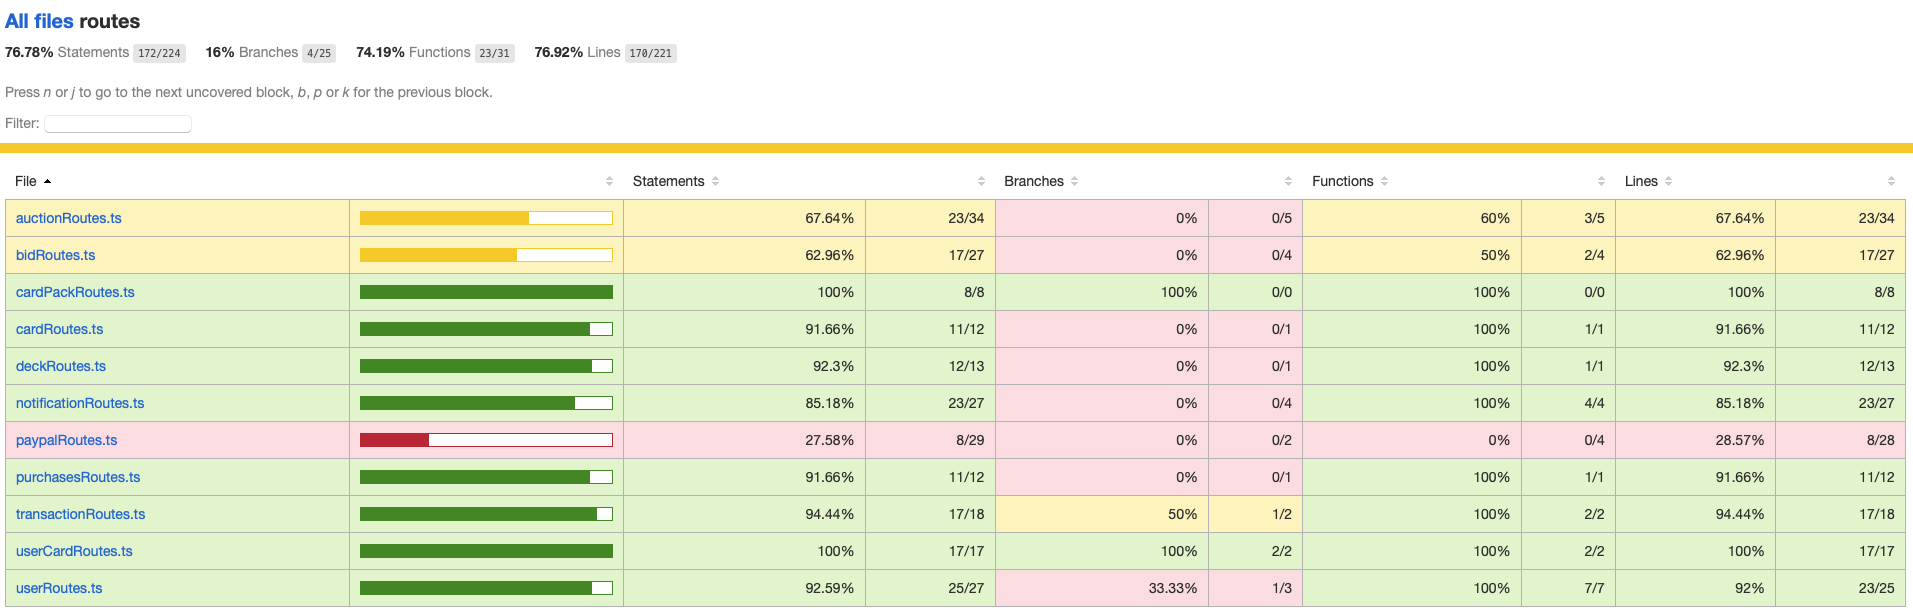 All files routes
76.78% Statements 172/224 16% Branches 4/25 74.19% Functions 23/31 76.92% Lines 170/221
Press n or j to go to the next uncovered block, b, p or k for the previous block.
Filter:
File Statements Branches Functions Lines
auctionRoutes.ts 67.64% 23/34 0% 0/5 60% 3/5 67.64% 23/34
bidRoutes.ts 62.96% 17/27 0% 0/4 50% 2/4 62.96% 17/27
cardPackRoutes.ts 100% 8/8 100% 0/0 100% 0/0 100% 8/8
cardRoutes.ts 91.66% 11/12 0% 0/1 100% 1/1 91.66% 11/12
deckRoutes.ts 92.3% 12/13 0% 0/1 100% 1/1 92.3% 12/13
notificationRoutes.ts 85.18% 23/27 0% 0/4 100% 4/4 85.18% 23/27
paypalRoutes.ts 27.58% 8/29 0% 0/2 0% 0/4 28.57% 8/28
purchasesRoutes.ts 91.66% 11/12 0% 0/1 100% 1/1 91.66% 11/12
transactionRoutes.ts 94.44% 17/18 50% 1/2 100% 2/2 94.44% 17/18
userCardRoutes.ts 100% 17/17 100% 2/2 100% 2/2 100% 17/17
userRoutes.ts 92.59% 25/27 33.33% 1/3 100% 7/7 92% 23/25